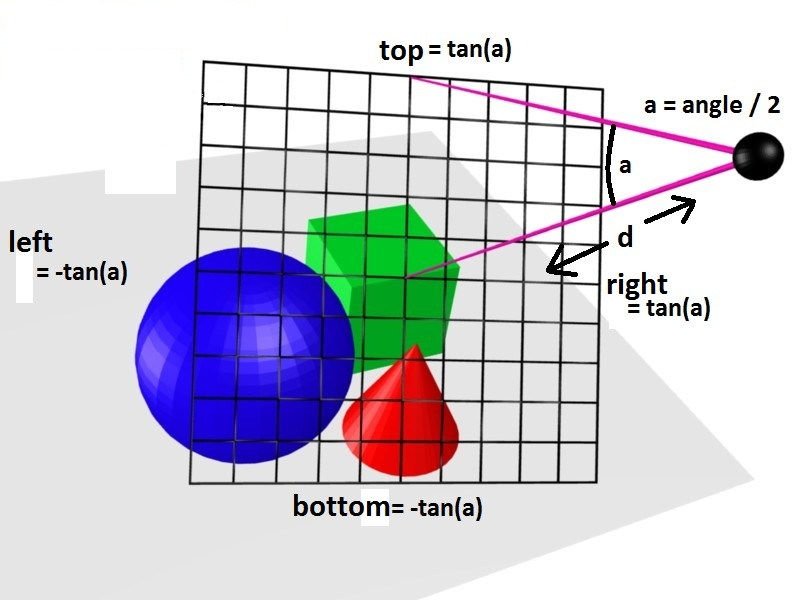 top = tan(a)
a = angle / 2
a
left
= -tan(a)
d
right
= tan(a)
bottom= -tan(a)